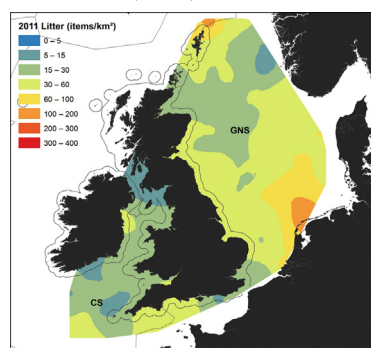 2011 Litter (items/km²)
0 – 5
5 – 15
15 – 30
30 – 60
60 – 100
100 – 200
200 – 300
300 – 400
GNS
CS